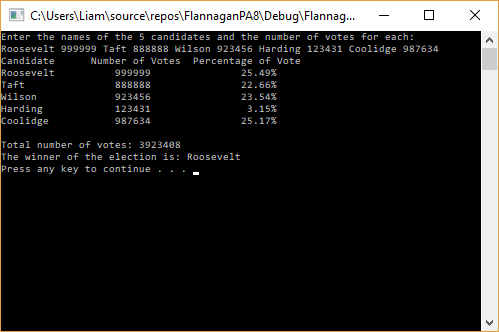 C:\Users\Liam\source\repos\FlannaganPA8\Debug\Flannag...
Enter the names of the 5 candidates and the number of votes for each:
Roosevelt 999999 Taft 888888 Wilson 923456 Harding 123431 Coolidge 987634
Candidate      Number of Votes  Percentage of Vote
Roosevelt          999999               25.49%
Taft               888888               22.66%
Wilson             923456               23.54%
Harding            123431                3.15%
Coolidge           987634               25.17%
Total number of votes: 3923408
The winner of the election is: Roosevelt
Press any key to continue . . .